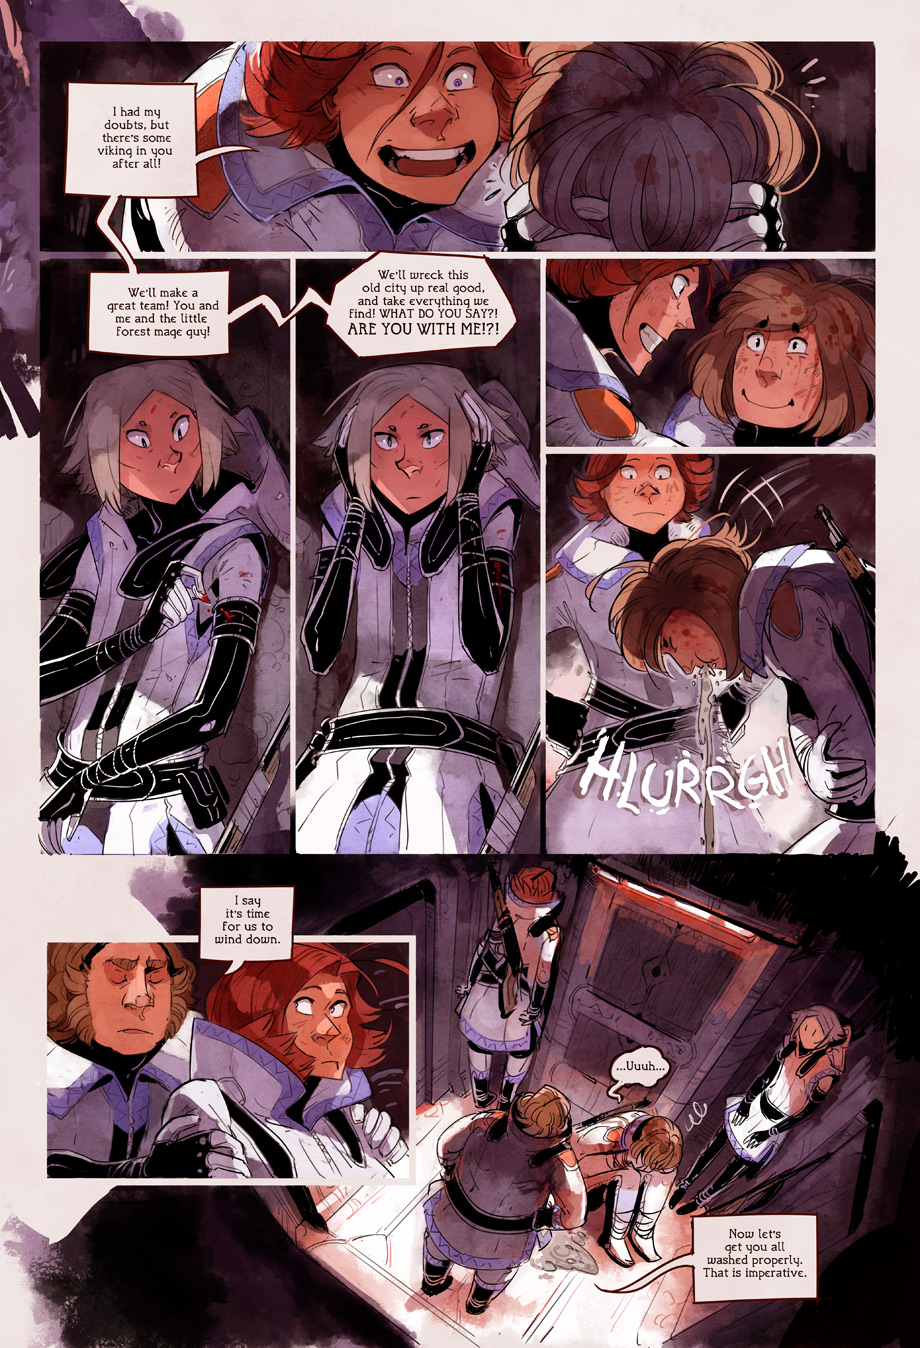 I had my
doubts, but
there's some
viking in you
after all!
We'll make a
great team! You and
me and the little
forest mage guy!
We'll wreck this
old city up real good,
and take everything we
find! WHAT DO YOU SAY?!
ARE YOU WITH ME!?!
HLURRGH
I say
it's time
for us to
wind down.
...Uuuh...
Now let's
get you all
washed properly.
That is imperative.